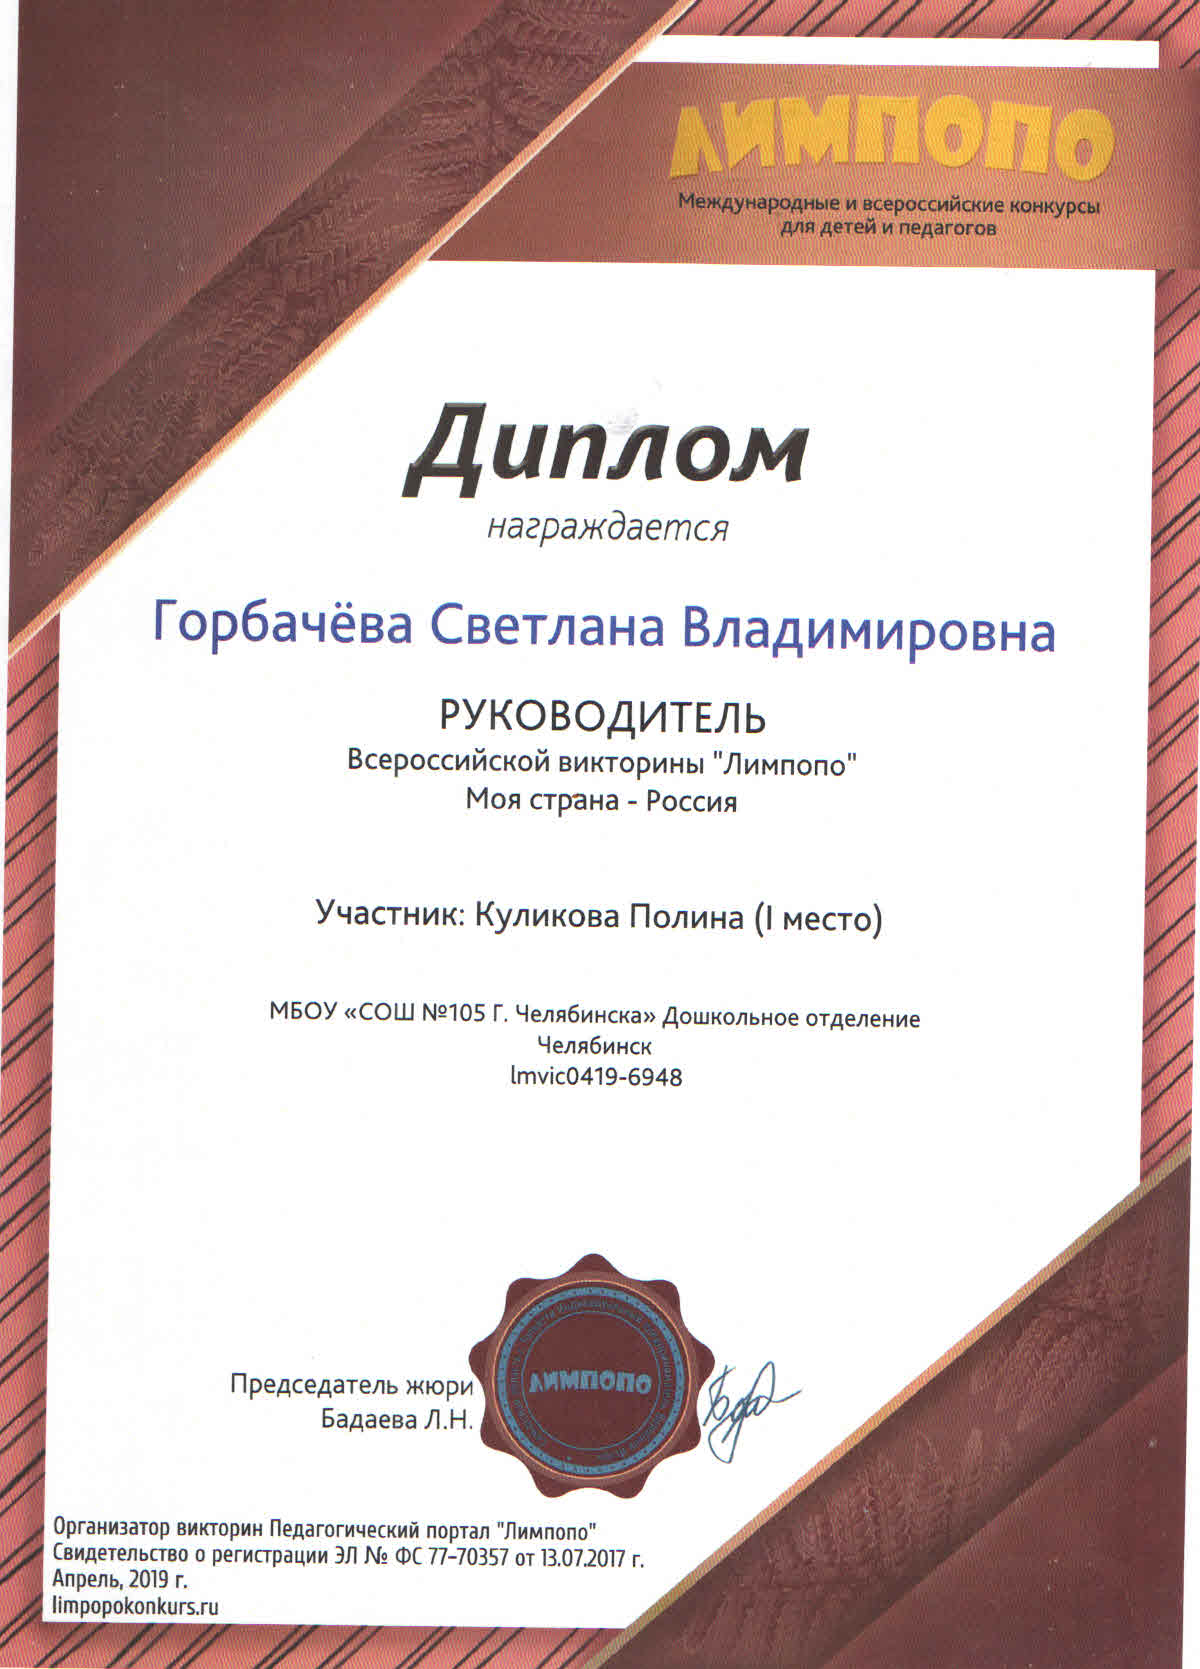 ЛИМПОПО
Международные и всероссийские конкурсы
для детей и педагогов
Диплом
награждается
Горбачёва Светлана Владимировна
РУКОВОДИТЕЛЬ
Всероссийской викторины "Лимпопо"
Моя страна - Россия
Участник: Куликова Полина (I место)
МБОУ «СОШ №105 Г. Челябинска» Дошкольное отделение
Челябинск
lmvic0419-6948
ЛИМПОПО
Председатель жюри
Бадаева Л.Н.
Организатор викторин Педагогический портал "Лимпопо"
Свидетельство о регистрации ЭЛ № ФС 77-70357 от 13.07.2017 г.
Апрель, 2019 г.
limpopokonkurs.ru